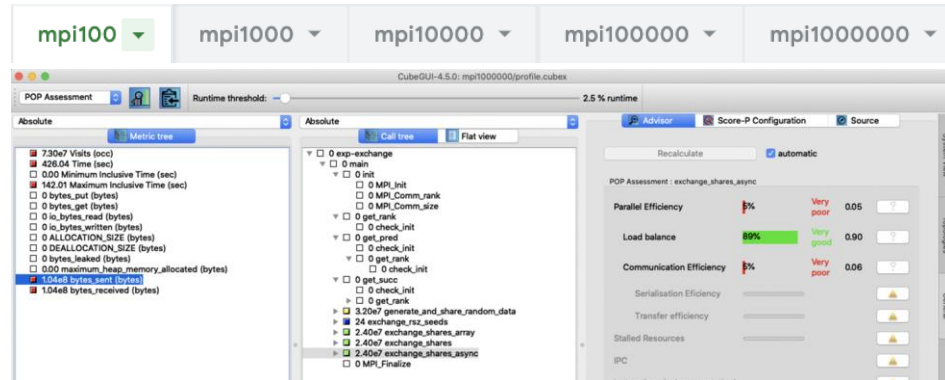 mpi100 mpi1000 mpi10000 mpi100000 mpi1000000
CubeGUI-4.5.0: mpi1000000/profile.cubex
POP Assessment Runtime threshold: 2.5 % runtime
Absolute
Metric tree
7.30e7 Visits (occ)
426.04 Time (sec)
0.00 Minimum Inclusive Time (sec)
142.01 Maximum Inclusive Time (sec)
0 bytes_put (bytes)
0 bytes_get (bytes)
0 io_bytes_read (bytes)
0 io_bytes_written (bytes)
0 ALLOCATION_SIZE (bytes)
0 DEALLOCATION_SIZE (bytes)
0 bytes_leaked (bytes)
0.00 maximum_heap_memory_allocated (bytes)
1.04e8 bytes_sent (bytes)
1.04e8 bytes_received (bytes)
Absolute
Call tree Flat view
0 exp-exchange
0 main
0 init
0 MPI_Init
0 MPI_Comm_rank
0 MPI_Comm_size
0 get_rank
0 check_init
0 get_pred
0 check_init
0 get_rank
0 check_init
0 get_succ
0 check_init
0 get_rank
3.20e7 generate_and_share_random_data
24 exchange_rsz_seeds
2.40e7 exchange_shares_array
2.40e7 exchange_shares
2.40e7 exchange_shares_async
0 MPI_Finalize
Advisor Score-P Configuration Source
Recalculate automatic
POP Assessment : exchange_shares_async
Parallel Efficiency 5% Very poor 0.05 ?
Load balance 89% Very good 0.90 ?
Communication Efficiency 5% Very poor 0.06 ?
Serialisation Eficiency
Transfer efficiency
Stalled Resources
IPC